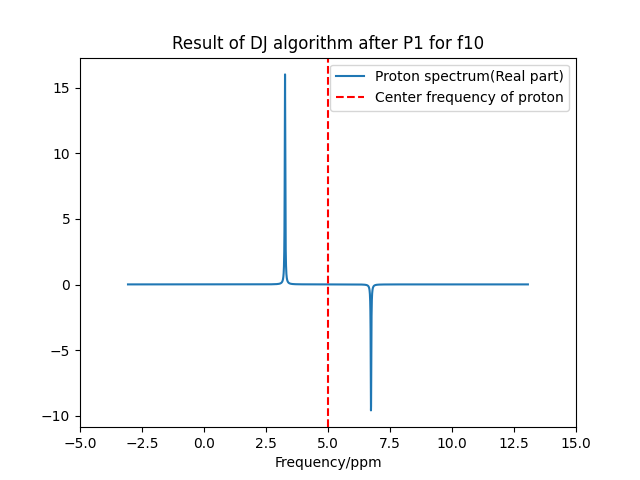 Result of DJ algorithm after P1 for f10
Proton spectrum(Real part)
Center frequency of proton
15
10
5
0
−5
−10
−5.0 −2.5 0.0 2.5 5.0 7.5 10.0 12.5 15.0
Frequency/ppm